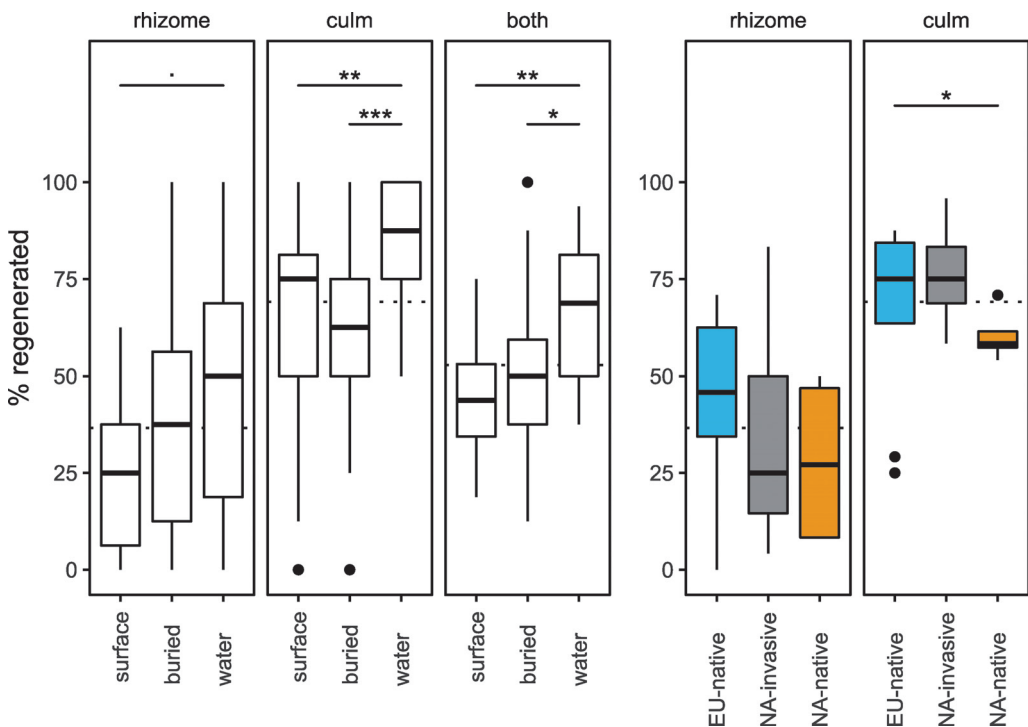 rhizome culm both rhizome culm
. ** ** *
*** *
100 100
75 75
% regenerated
50 50
25 25
0 0
surface buried water surface buried water surface buried water EU-native NA-invasive NA-native EU-native NA-invasive NA-native